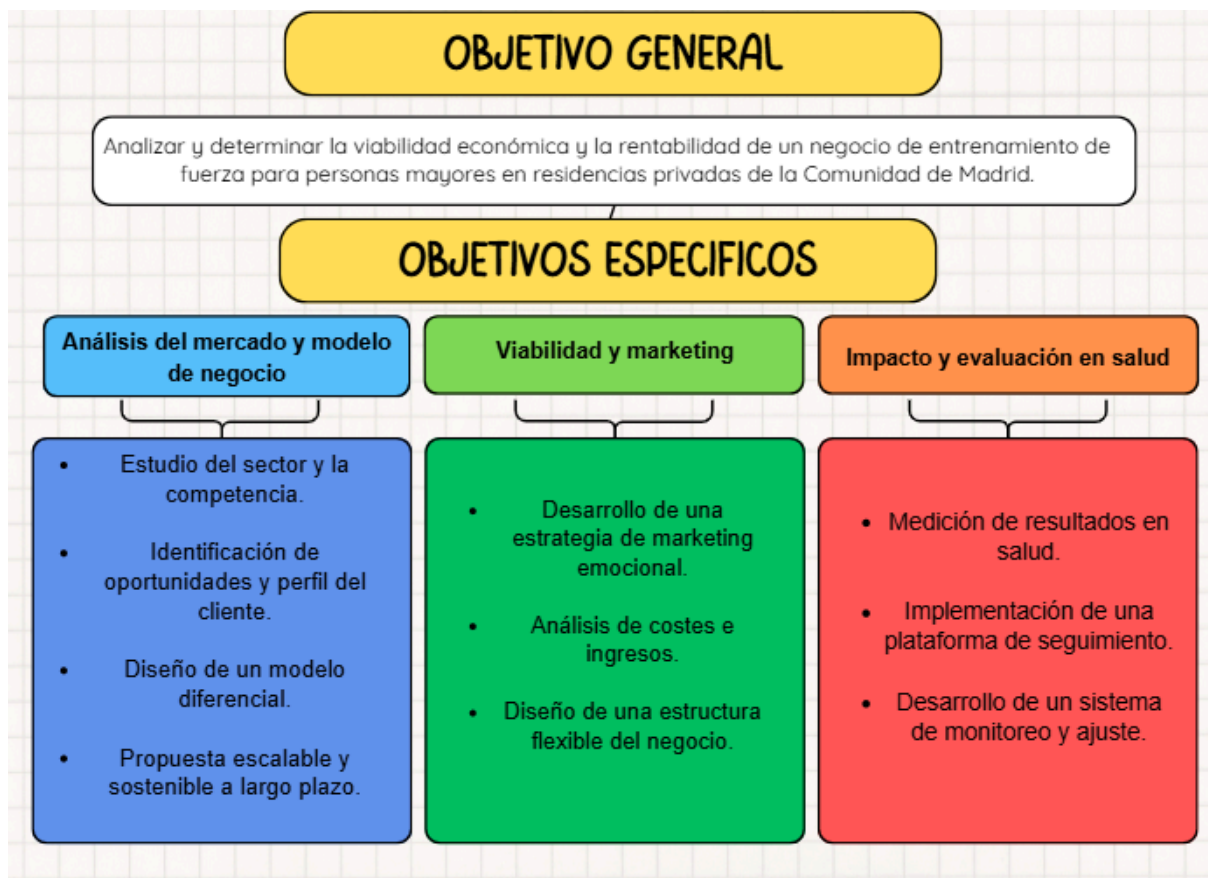 OBJETIVO GENERAL
Analizar y determinar la viabilidad económica y la rentabilidad de un negocio de entrenamiento de
fuerza para personas mayores en residencias privadas de la Comunidad de Madrid.
OBJETIVOS ESPECIFICOS
Análisis del mercado y modelo
de negocio
• Estudio del sector y la
competencia.
• Identificación de
oportunidades y perfil del
cliente.
• Diseño de un modelo
diferencial.
• Propuesta escalable y
sostenible a largo plazo.
Viabilidad y marketing
• Desarrollo de una
estrategia de marketing
emocional.
• Análisis de costes e
ingresos.
• Diseño de una estructura
flexible del negocio.
Impacto y evaluación en salud
• Medición de resultados en
salud.
• Implementación de una
plataforma de seguimiento.
• Desarrollo de un sistema
de monitoreo y ajuste.